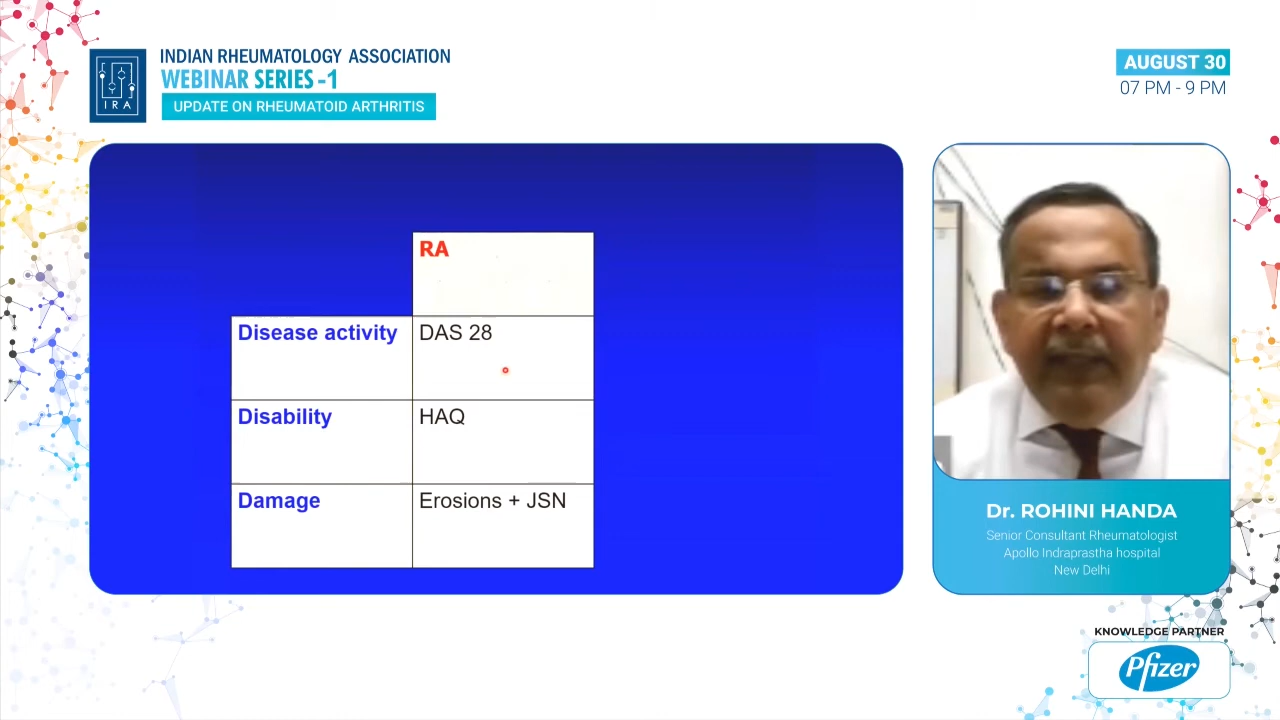 INDIAN RHEUMATOLOGY ASSOCIATION
WEBINAR SERIES -1
UPDATE ON RHEUMATOID ARTHRITIS
IRA
AUGUST 30
07 PM - 9 PM
RA
Disease activity DAS 28
Disability HAQ
Damage Erosions + JSN
Dr. ROHINI HANDA
Senior Consultant Rheumatologist
Apollo Indraprastha hospital
New Delhi
KNOWLEDGE PARTNER
Pfizer